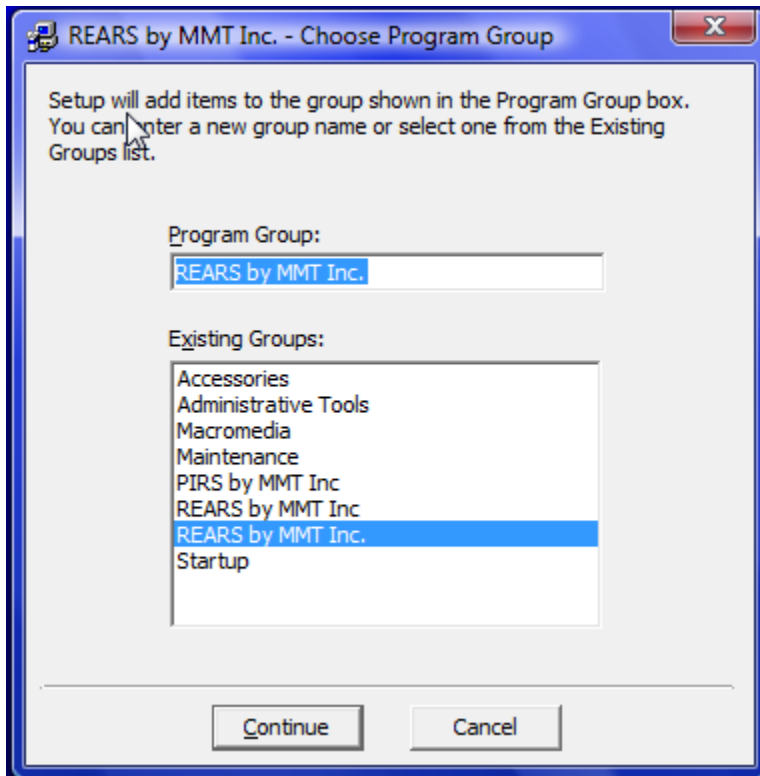 REARS by MMT Inc. - Choose Program Group
Setup will add items to the group shown in the Program Group box.
You can enter a new group name or select one from the Existing
Groups list.
Program Group:
REARS by MMT Inc.
Existing Groups:
Accessories
Administrative Tools
Macromedia
Maintenance
PIRS by MMT Inc
REARS by MMT Inc
REARS by MMT Inc.
Startup
Continue
Cancel